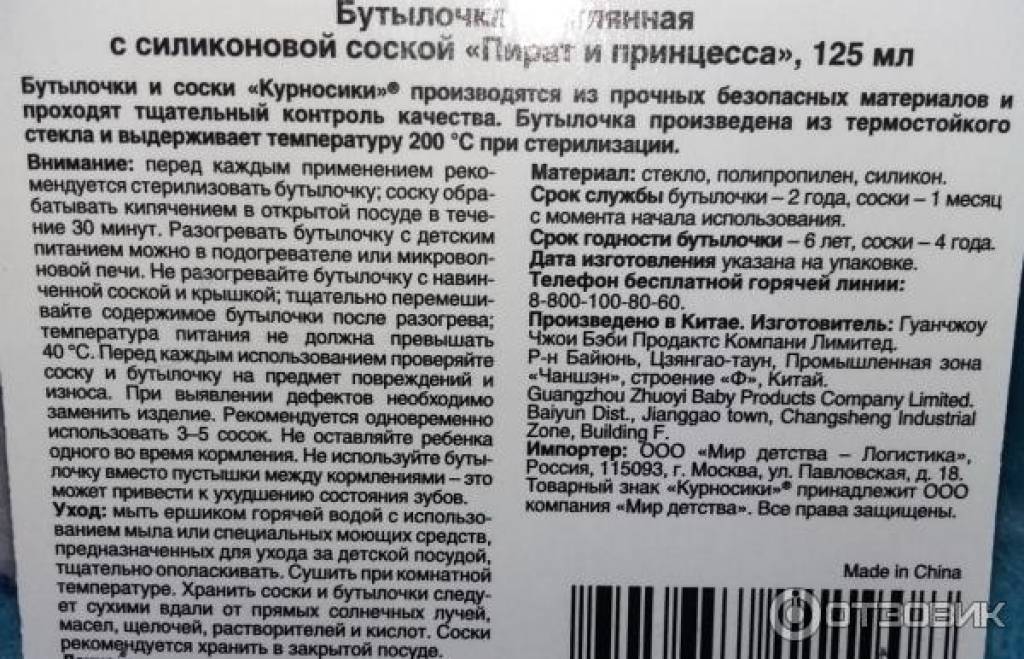 Бутылочка
с силиконовой соской «Пират и принцесса», 125 мл
Бутылочки и соски «Курносики»® производятся из прочных безопасных материалов и
проходят тщательный контроль качества. Бутылочка произведена из термостойкого
стекла и выдерживает температуру 200 °С при стерилизации.
Внимание: перед каждым применением реко-
мендуется стерилизовать бутылочку; соску обра-
батывать кипячением в открытой посуде в тече-
ние 30 минут. Разогревать бутылочку с детским
питанием можно в подогревателе или микровол-
новой печи. Не разогревайте бутылочку с навин-
ченной соской и крышкой; тщательно перемеши-
вайте содержимое бутылочки после разогрева;
температура питания не должна превышать
40 °С. Перед каждым использованием проверяйте
соску и бутылочку на предмет повреждений и
износа. При выявлении дефектов необходимо
заменить изделие. Рекомендуется одновременно
использовать 3–5 сосок. Не оставляйте ребенка
одного во время кормления. Не используйте буты-
лочку вместо пустышки между кормлениями – это
может привести к ухудшению состояния зубов.
Уход: мыть ершиком горячей водой с использо-
ванием мыла или специальных моющих средств,
предназначенных для ухода за детской посудой,
тщательно ополаскивать. Сушить при комнатной
температуре. Хранить соски и бутылочки следу-
ет сухими вдали от прямых солнечных лучей,
масел, щелочей, растворителей и кислот. Соски
рекомендуется хранить в закрытой посуде.
Материал: стекло, полипропилен, силикон.
Срок службы бутылочки – 2 года, соски – 1 месяц
с момента начала использования.
Срок годности бутылочки – 6 лет, соски – 4 года.
Дата изготовления указана на упаковке.
Телефон бесплатной горячей линии:
8-800-100-80-60.
Произведено в Китае. Изготовитель: Гуанчжоу
Чжои Бэби Продактс Компани Лимитед.
Р-н Байюнь, Цзянгао-таун, Промышленная зона
«Чаншэн», строение «Ф», Китай.
Guangzhou Zhuoyi Baby Products Company Limited.
Baiyun Dist., Jianggao town, Changsheng Industrial
Zone, Building F.
Импортер: ООО «Мир детства – Логистика»,
Россия, 115093, г. Москва, ул. Павловская, д. 18.
Товарный знак «Курносики»® принадлежит ООО
компания «Мир детства». Все права защищены.
Made in China
ОТЗОВИК